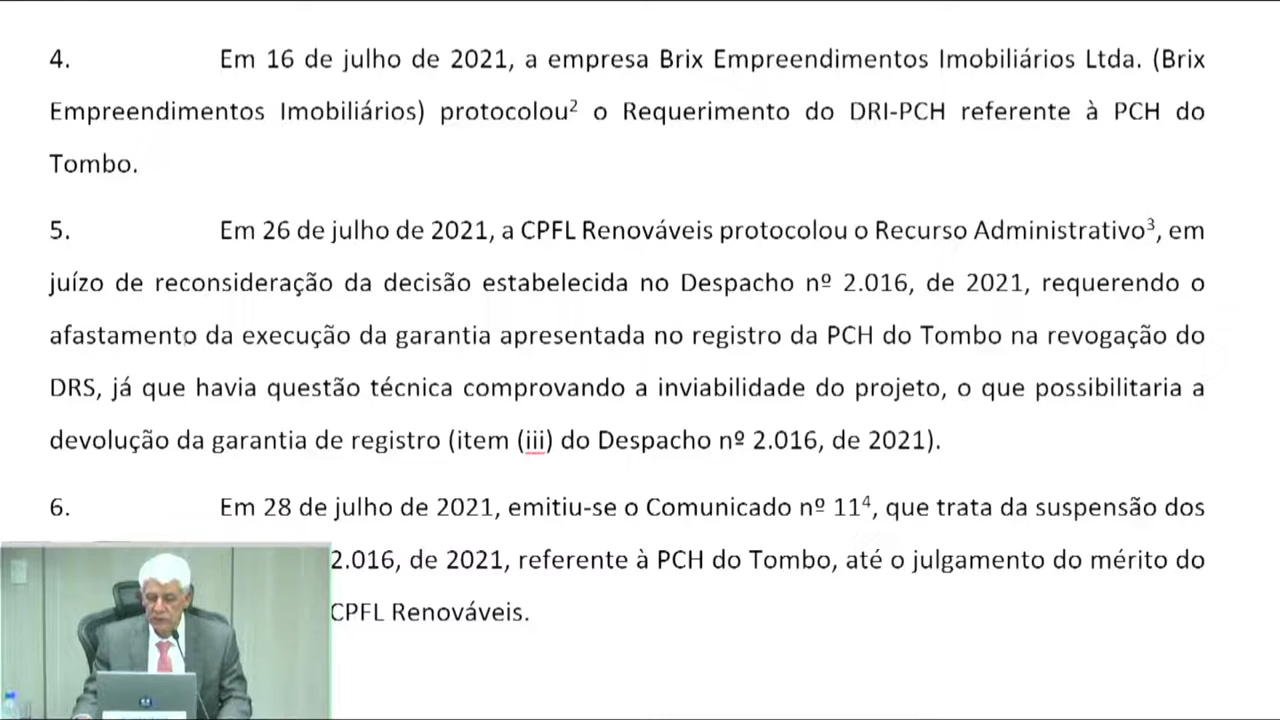 4. Em 16 de julho de 2021, a empresa Brix Empreendimentos Imobiliários Ltda. (Brix
Empreendimentos Imobiliários) protocolou² o Requerimento do DRI-PCH referente à PCH do
Tombo.
5. Em 26 de julho de 2021, a CPFL Renováveis protocolou o Recurso Administrativo³, em
juízo de reconsideração da decisão estabelecida no Despacho nº 2.016, de 2021, requerendo o
afastamento da execução da garantia apresentada no registro da PCH do Tombo na revogação do
DRS, já que havia questão técnica comprovando a inviabilidade do projeto, o que possibilitaria a
devolução da garantia de registro (item (iii) do Despacho nº 2.016, de 2021).
6. Em 28 de julho de 2021, emitiu-se o Comunicado nº 11⁴, que trata da suspensão dos
2.016, de 2021, referente à PCH do Tombo, até o julgamento do mérito do
CPFL Renováveis.